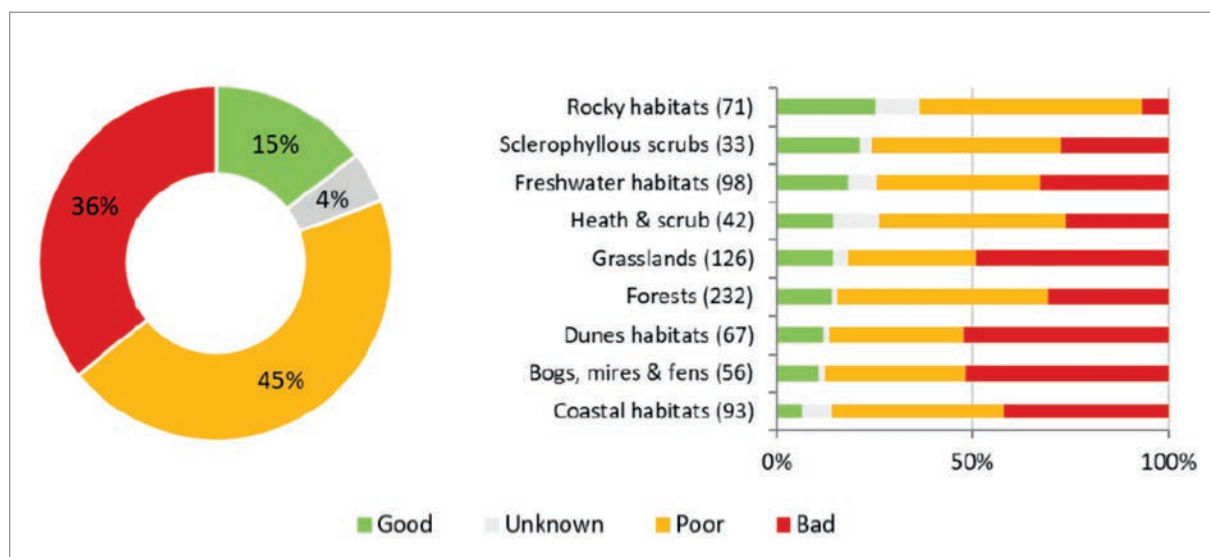 15%
4%
45%
36%
Rocky habitats (71)
Sclerophyllous scrubs (33)
Freshwater habitats (98)
Heath & scrub (42)
Grasslands (126)
Forests (232)
Dunes habitats (67)
Bogs, mires & fens (56)
Coastal habitats (93)
0% 50% 100%
Good Unknown Poor Bad